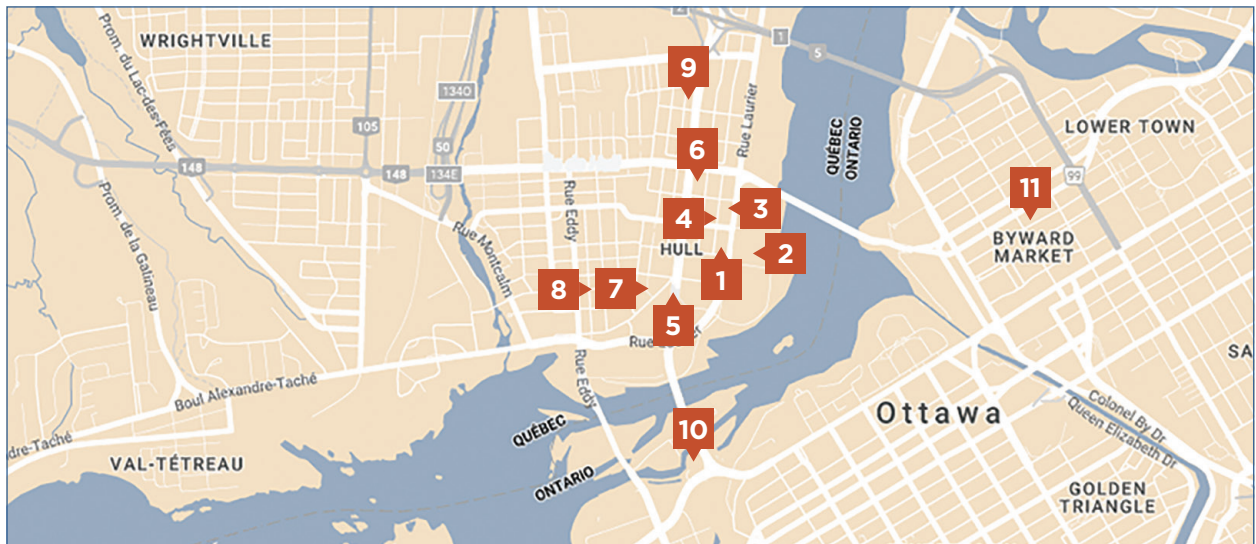 WRIGHTVILLE
Prom. du Lac-des-Fées
134O
105
50
148
148
134E
2
1
5
9
Rue Laurier
QUÉBEC
ONTARIO
LOWER TOWN
99
6
11
BYWARD
MARKET
Rue Eddy
3
4
HULL
2
1
Rue Montcalm
Prom. de la Gatineau
8
7
5
Rue
Rue Eddy
Boul Alexandre-Taché
dre-Taché
VAL-TÉTREAU
QUÉBEC
ONTARIO
10
Ottawa
SA
Colonel By Dr
Queen Elizabeth Dr
GOLDEN
TRIANGLE